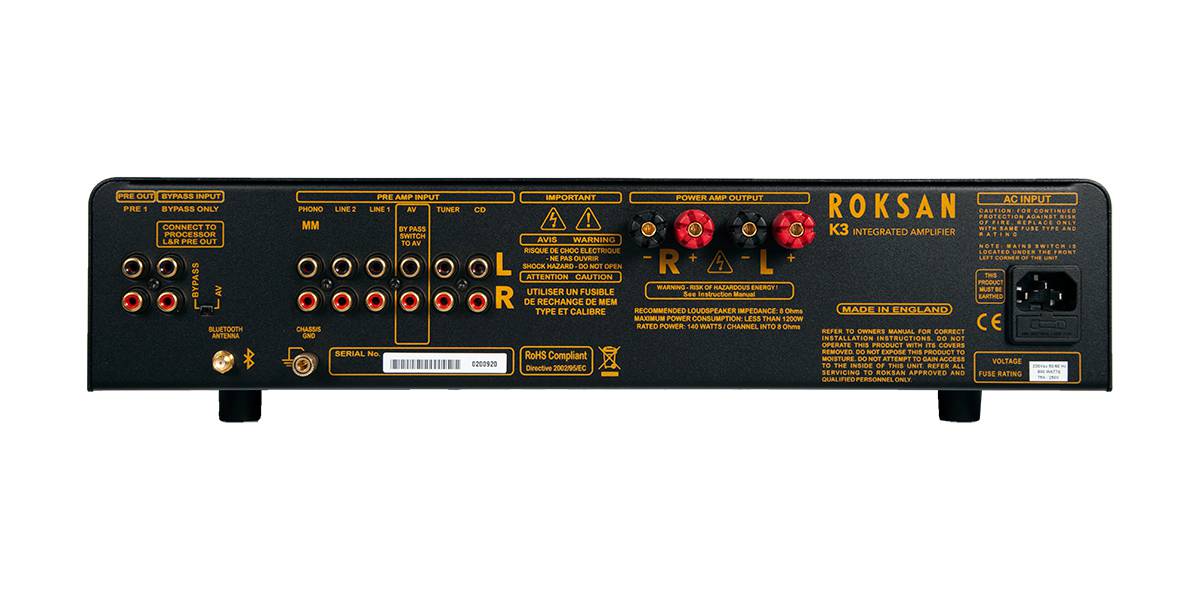 PRE OUT
BYPASS INPUT
PRE 1
BYPASS ONLY
CONNECT TO
PROCESSOR
L&R PRE OUT
BYPASS
AV
BLUETOOTH
ANTENNA
PRE AMP INPUT
PHONO
LINE 2
LINE 1
AV
TUNER
CD
MM
BY PASS
SWITCH
TO AV
L
R
CHASSIS
GND
SERIAL No.
0200920
IMPORTANT
AVIS WARNING
RISQUE DE CHOC ELECTRIQUE
- NE PAS OUVRIR
SHOCK HAZARD - DO NOT OPEN
ATTENTION CAUTION
UTILISER UN FUSIBLE
DE RECHANGE DE MEM
TYPE ET CALIBRE
RoHS Compliant
Directive 2002/95/EC
POWER AMP OUTPUT
- R + - L +
WARNING - RISK OF HAZARDOUS ENERGY !
See Instruction Manual
RECOMMENDED LOUDSPEAKER IMPEDANCE: 8 Ohms
MAXIMUM POWER CONSUMPTION: LESS THAN 1200W
RATED POWER: 140 WATTS / CHANNEL INTO 8 Ohms
ROKSAN
K3 INTEGRATED AMPLIFIER
MADE IN ENGLAND
REFER TO OWNERS MANUAL FOR CORRECT
INSTALLATION INSTRUCTIONS. DO NOT
OPERATE THIS PRODUCT WITH ITS COVERS
REMOVED. DO NOT EXPOSE THIS PRODUCT TO
MOISTURE. DO NOT ATTEMPT TO GAIN ACCESS
TO THE INSIDE OF THIS UNIT. REFER ALL
SERVICING TO ROKSAN APPROVED AND
QUALIFIED PERSONNEL ONLY.
AC INPUT
CAUTION: FOR CONTINUED
PROTECTION AGAINST RISK
OF FIRE, REPLACE ONLY
WITH SAME FUSE TYPE AND
RATING
NOTE: MAINS SWITCH IS
LOCATED UNDER THE FRONT
LEFT CORNER OF THE UNIT.
THIS
PRODUCT
MUST BE
EARTHED
CE
VOLTAGE
FUSE RATING